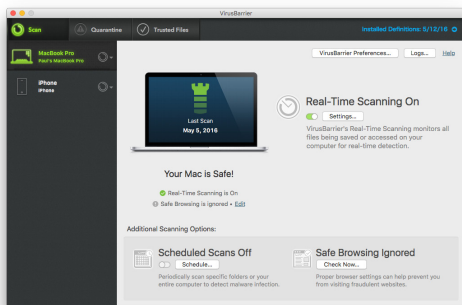 VirusBarrier
Scan
Quarantine
Trusted Files
Installed Definitions: 5/12/16
MacBook Pro
Paul's MacBook Pro
iPhone
iPhone
VirusBarrier Preferences...
Logs...
Help
Last Scan
May 5, 2016
Real-Time Scanning On
Settings...
VirusBarrier's Real-Time Scanning monitors all
files being saved or accessed on your
computer for real-time detection.
Your Mac is Safe!
Real-Time Scanning is On
Safe Browsing is ignored • Edit
Additional Scanning Options:
Scheduled Scans Off
Schedule...
Periodically scan specific folders or your
entire computer to detect malware infection.
Safe Browsing Ignored
Check Now...
Proper browser settings can help prevent you
from visiting fraudulent websites.